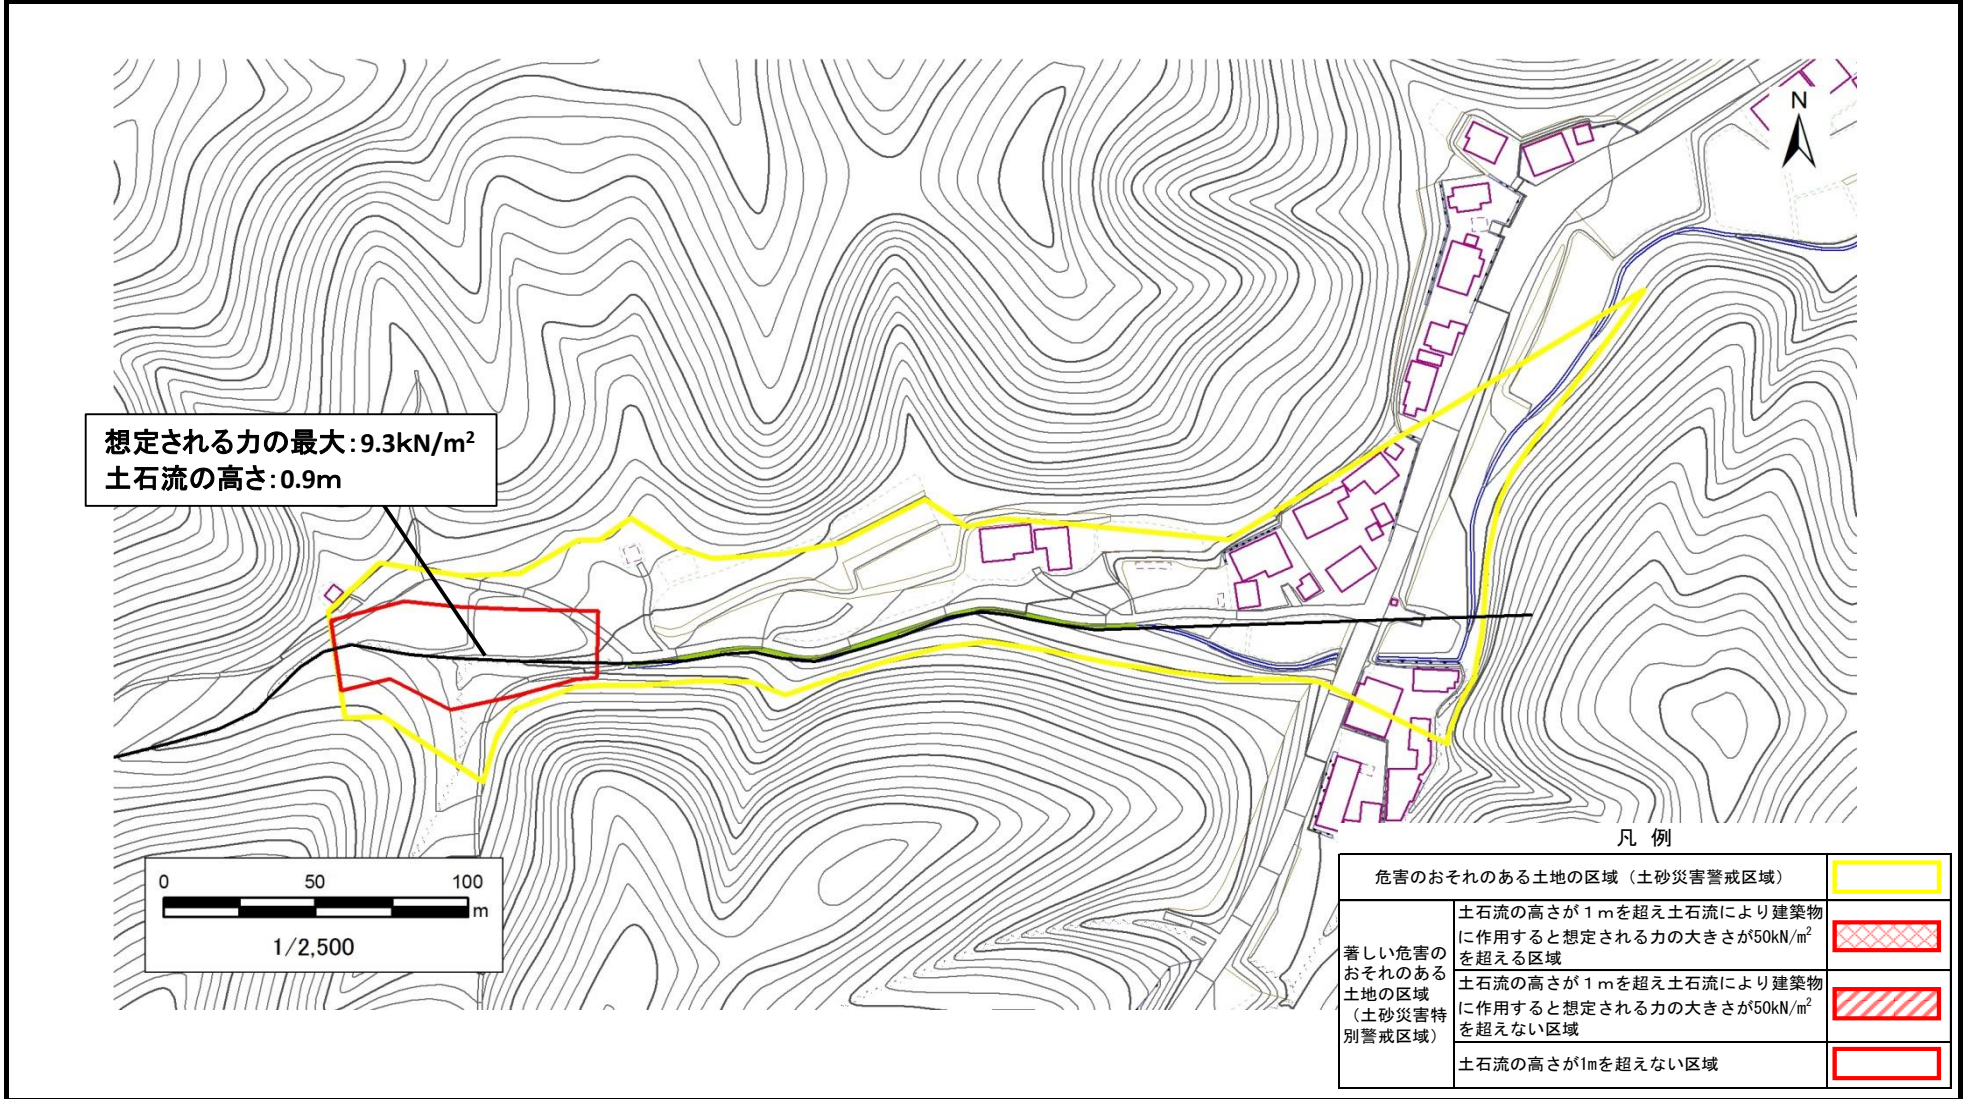 N
想定される力の最大：9.3kN/m²
土石流の高さ：0.9m
0 50 100
m
1/2,500
凡 例
危害のおそれのある土地の区域（土砂災害警戒区域）
著しい危害の
おそれのある
土地の区域
（土砂災害特
別警戒区域）
土石流の高さが１ｍを超え土石流により建築物
に作用すると想定される力の大きさが50kN/m²
を超える区域
土石流の高さが１ｍを超え土石流により建築物
に作用すると想定される力の大きさが50kN/m²
を超えない区域
土石流の高さが1mを超えない区域